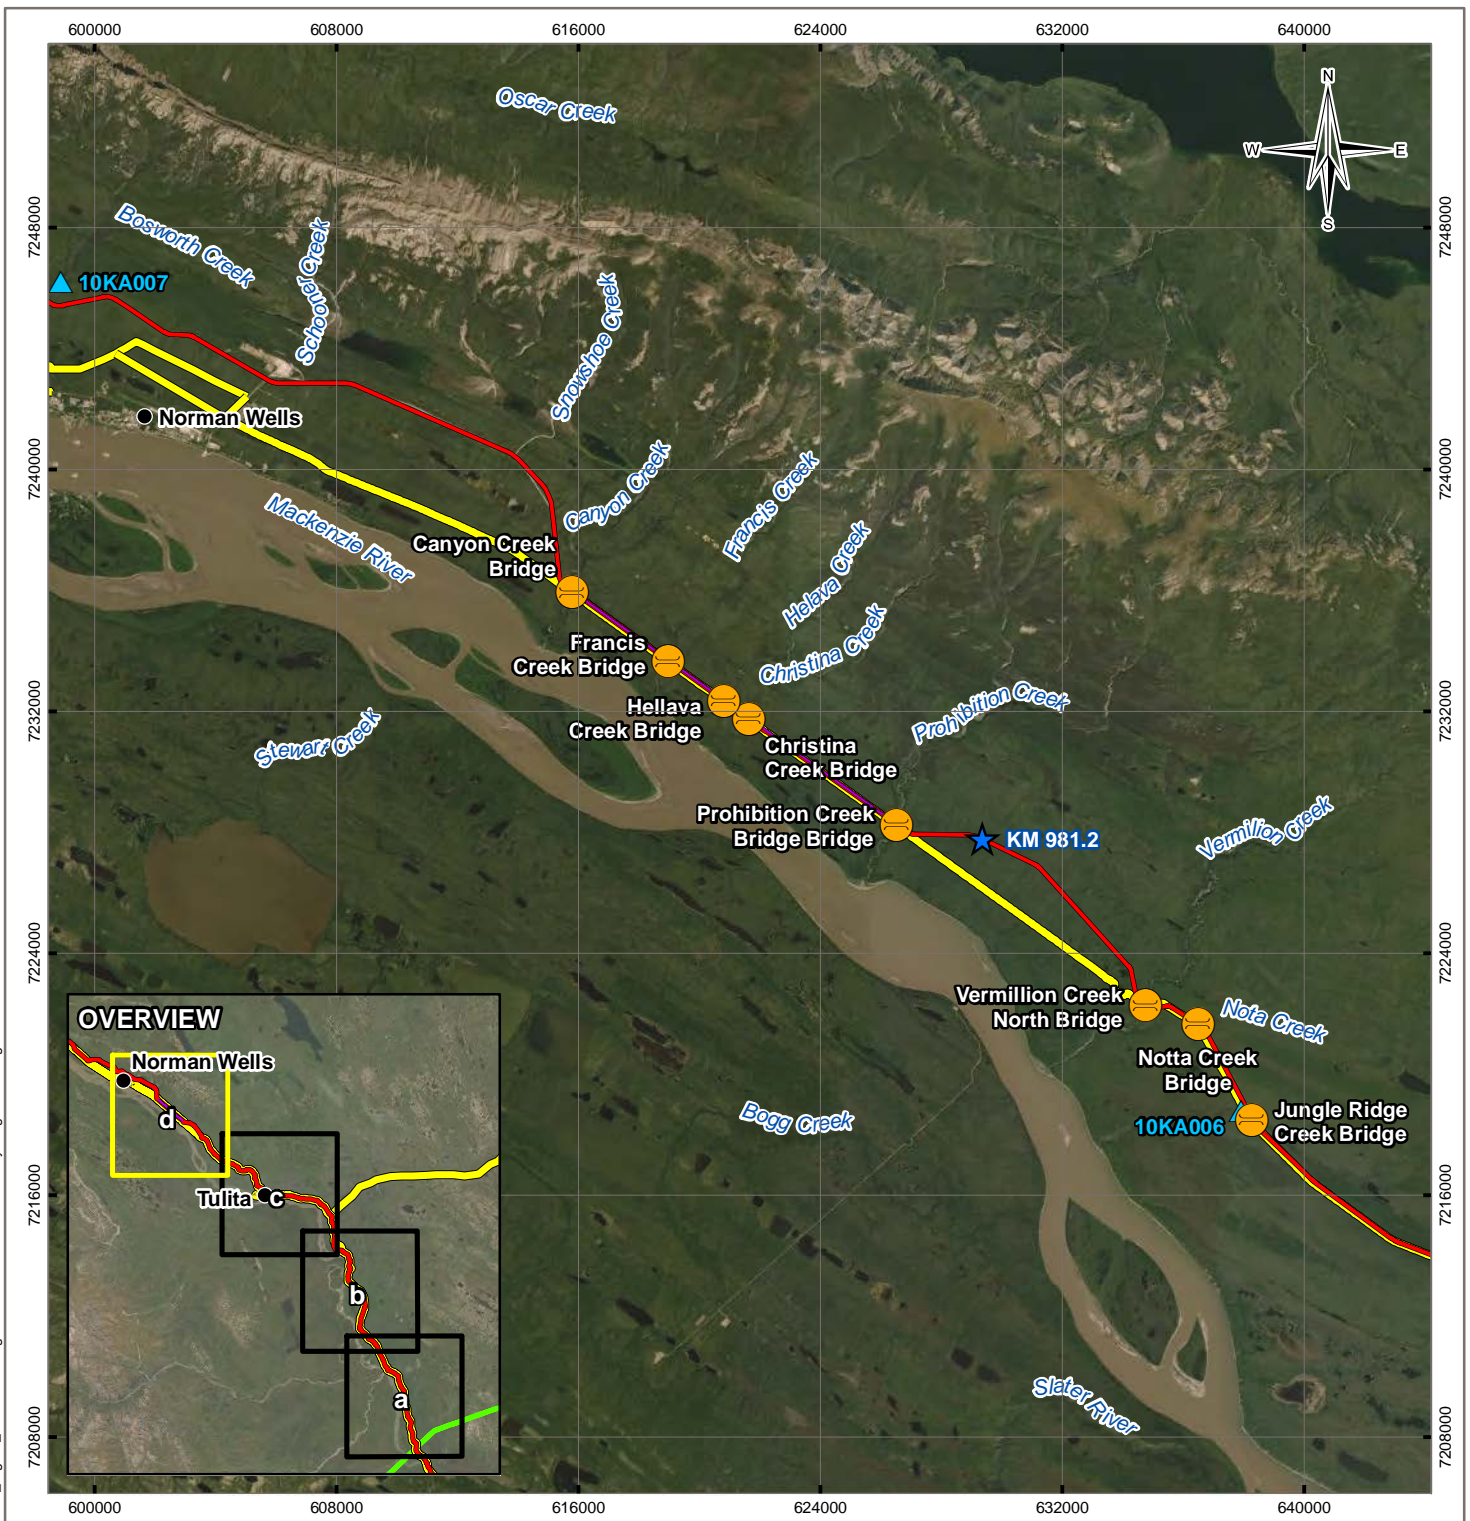 600000
608000
616000
624000
632000
640000
N
W
E
S
Oscar Creek
7248000
7248000
Bosworth Creek
Schooner Creek
10KA007
Snowshoe Creek
Norman Wells
7240000
7240000
Canyon Creek
Francis Creek
Mackenzie River
Canyon Creek
Bridge
Helava Creek
Christina Creek
Francis
Creek Bridge
Prohibition Creek
7232000
7232000
Hellava
Creek Bridge
Stewart Creek
Christina
Creek Bridge
Prohibition Creek
Bridge Bridge
KM 981.2
Vermilion Creek
7224000
7224000
Vermillion Creek
North Bridge
Nota Creek
Notta Creek
Bridge
Bogg Creek
10KA006
Jungle Ridge
Creek Bridge
OVERVIEW
Norman Wells
d
Tulita
c
b
a
7216000
7216000
Slater River
7208000
7208000
600000
608000
616000
624000
632000
640000